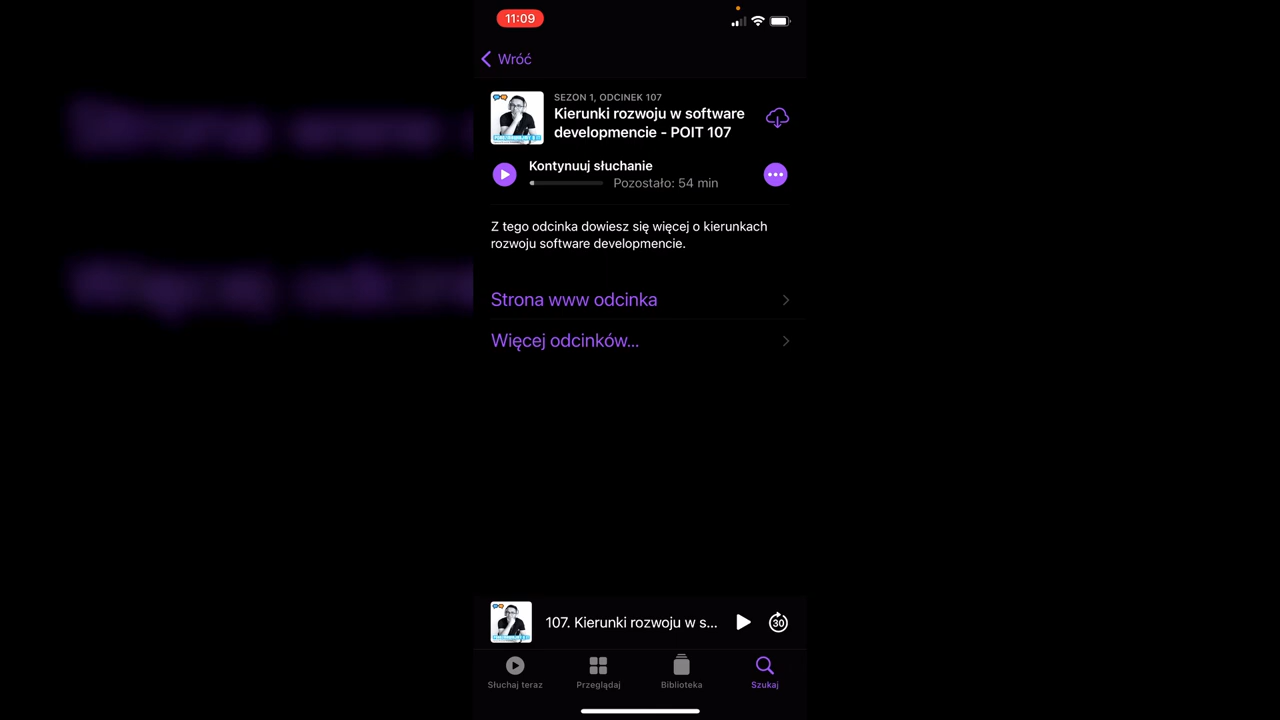 11:09
Wróć
SEZON 1, ODCINEK 107
Kierunki rozwoju w software
developmencie - POIT 107
Kontynuuj słuchanie
Pozostało: 54 min
Z tego odcinka dowiesz się więcej o kierunkach
rozwoju software developmencie.
Strona www odcinka
Więcej odcinków...
107. Kierunki rozwoju w s...
30
Słuchaj teraz
Przeglądaj
Biblioteka
Szukaj